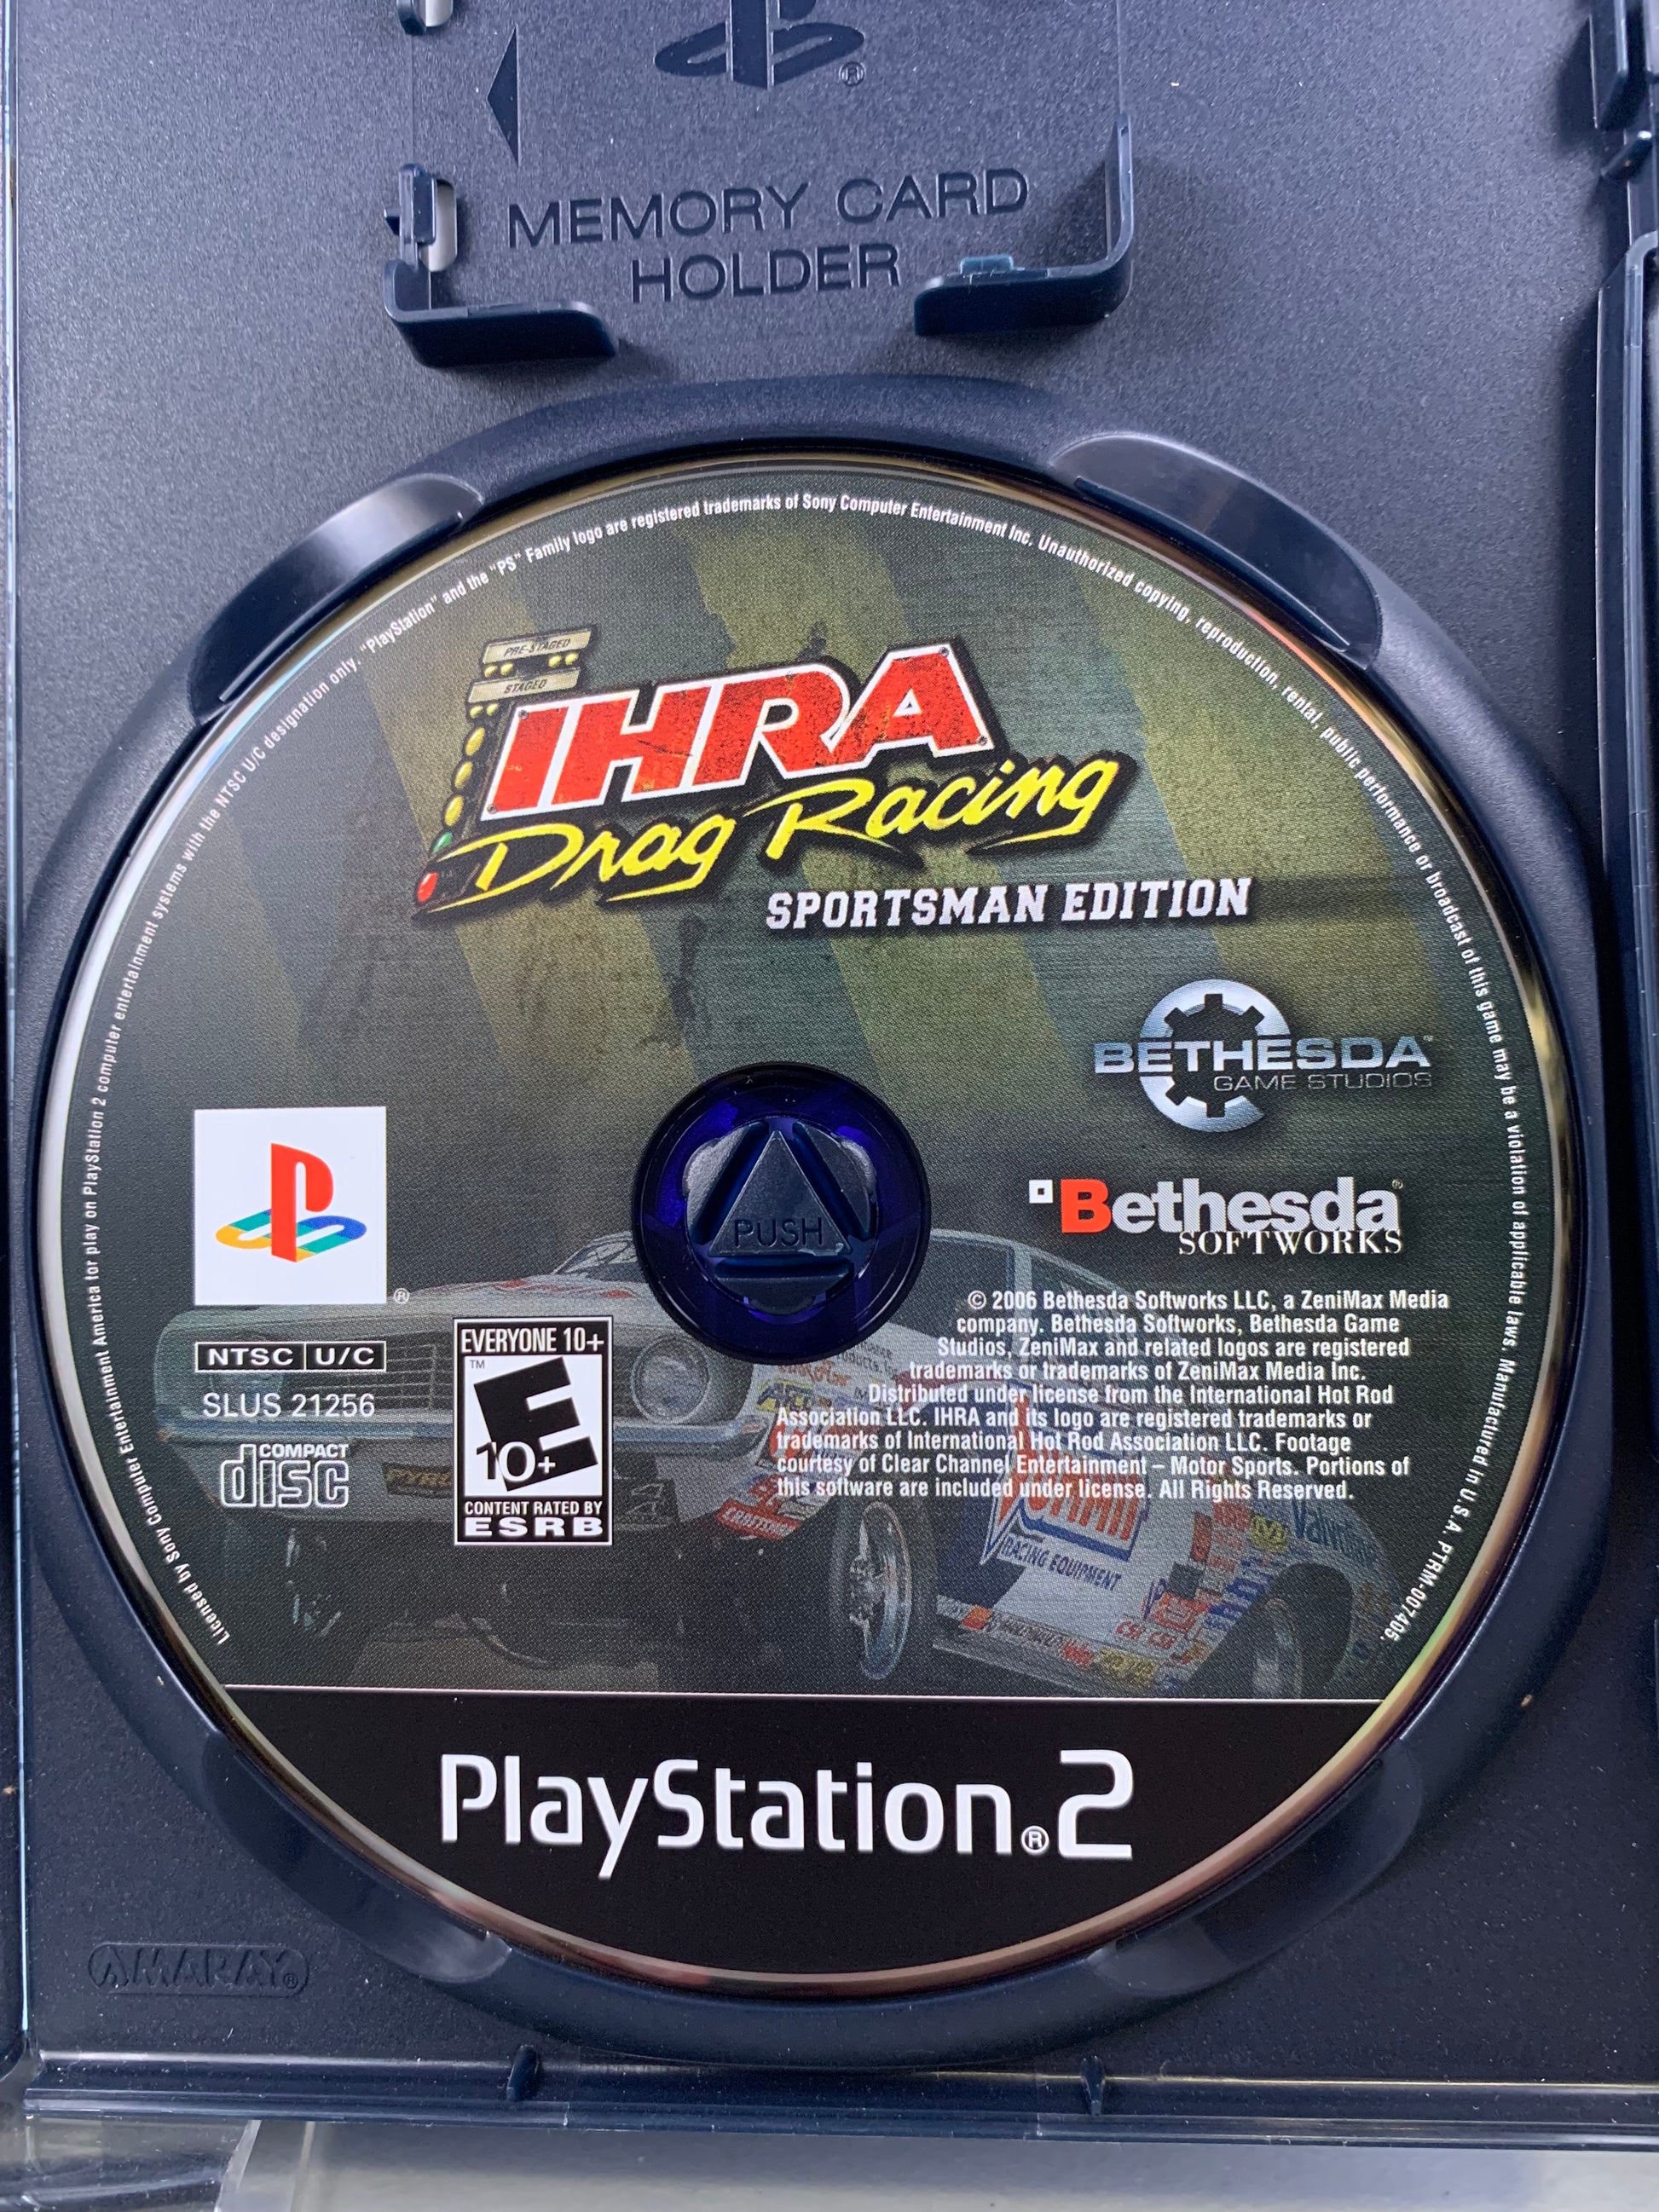 MEMORY CARD
HOLDER
Licensed by Sony Computer Entertainment America for play on PlayStation 2 computer entertainment systems with the NTSC U/C designation only. "PlayStation" and the "PS" Family logo are registered trademarks of Sony Computer Entertainment Inc. Unauthorized copying, reproduction, rental, public performance or broadcast of this game may be a violation of applicable laws. Manufactured in U.S.A. PTRM-007405.
PRE-STAGED
STAGED
IHRA
Drag Racing
SPORTSMAN EDITION
BETHESDA™
GAME STUDIOS
PUSH
Bethesda®
SOFTWORKS
NTSC U/C
SLUS 21256
COMPACT
disc
EVERYONE 10+
E
10+
CONTENT RATED BY
ESRB
© 2006 Bethesda Softworks LLC, a ZeniMax Media
company. Bethesda Softworks, Bethesda Game
Studios, ZeniMax and related logos are registered
trademarks or trademarks of ZeniMax Media Inc.
Distributed under license from the International Hot Rod
Association LLC. IHRA and its logo are registered trademarks or
trademarks of International Hot Rod Association LLC. Footage
courtesy of Clear Channel Entertainment – Motor Sports. Portions of
this software are included under license. All Rights Reserved.
CRAFTSMAN
RACING EQUIPMENT
Valvoline
PlayStation®2
AMARAY®